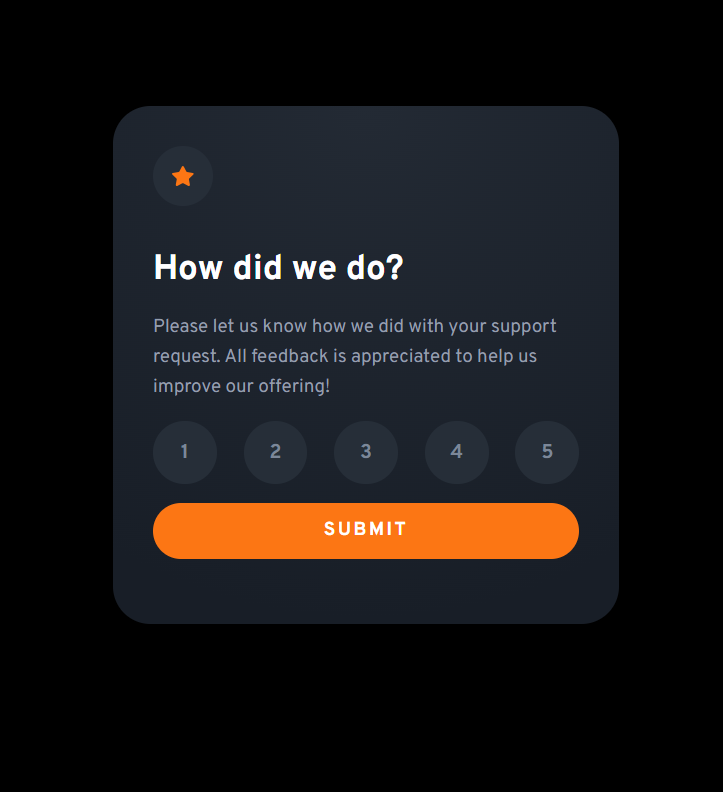 How did we do?
Please let us know how we did with your support
request. All feedback is appreciated to help us
improve our offering!
1 2 3 4 5
SUBMIT